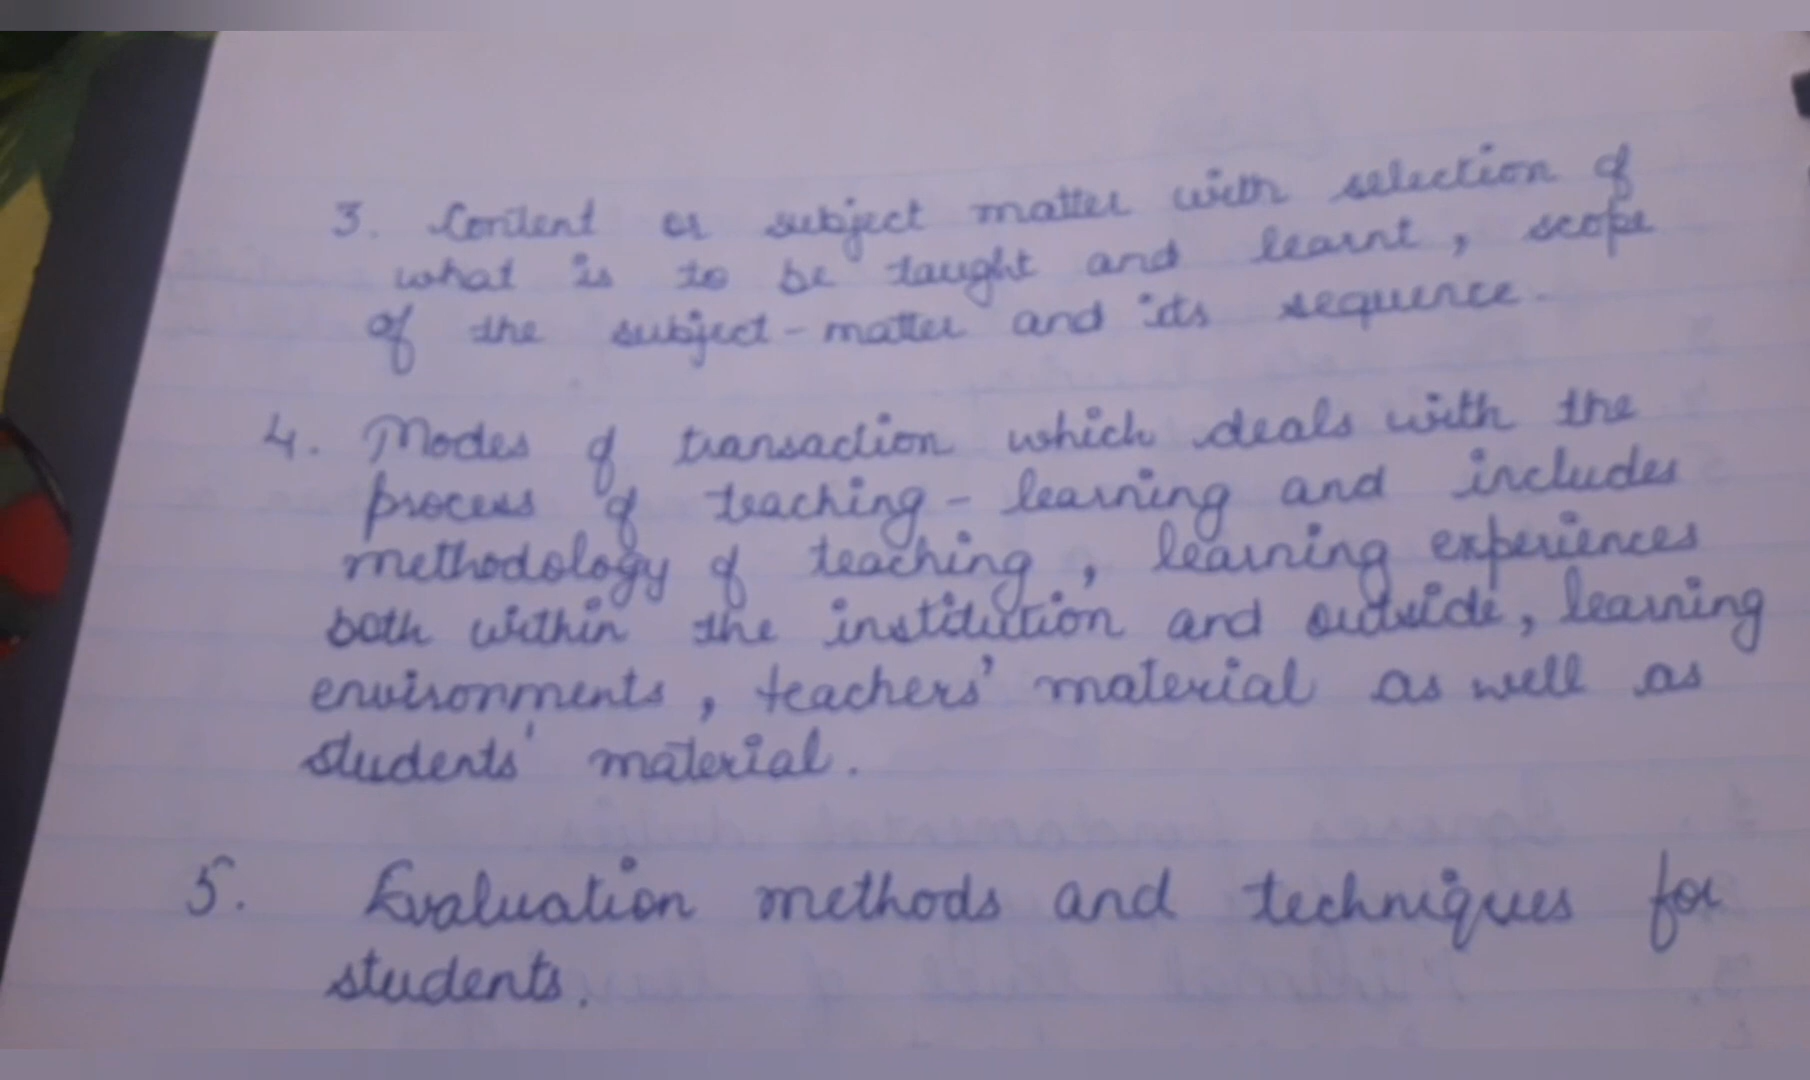 3. Content or subject matter with selection of
what is to be taught and learnt, scope
of the subject-matter and its sequence.
4. Modes of transaction which deals with the
process of teaching - learning and includes
methodology of teaching, learning experiences
both within the institution and outside, learning
environments, teachers' material as well as
students' material.
5. Evaluation methods and techniques for
students.